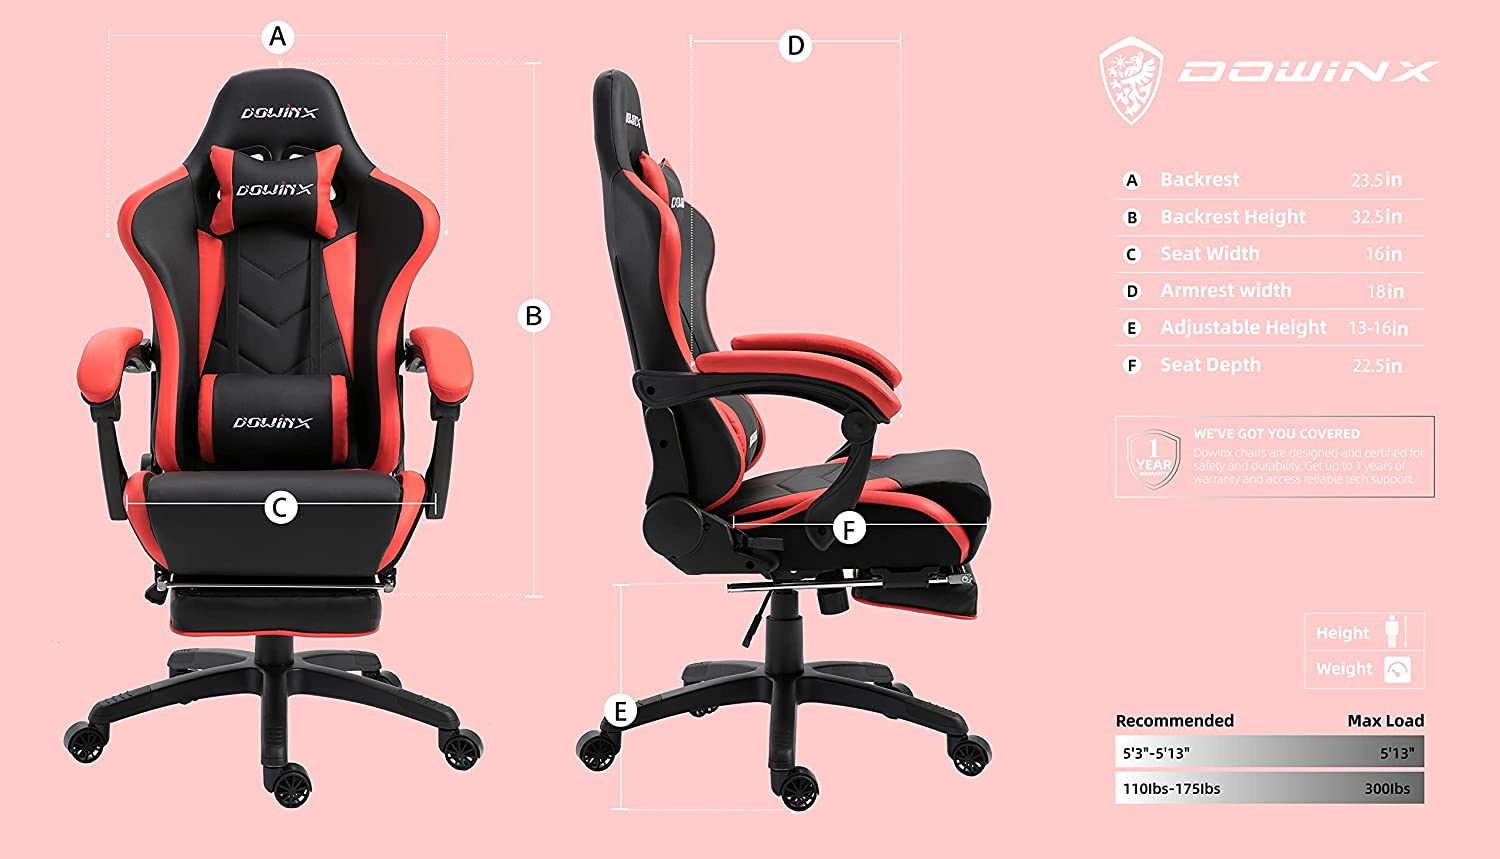 A
DOWINX
DOWINX
DOWINX
B
C
D
E
F
DOWINX
A Backrest 23.5in
B Backrest Height 32.5in
C Seat Width 16in
D Armrest width 18in
E Adjustable Height 13-16in
F Seat Depth 22.5in
1
YEAR
WARRANTY
WE'VE GOT YOU COVERED
Dowinx chairs are designed and certified for
safety and durability. Get up to 1 years of
warranty and access reliable tech support.
Height
Weight
Recommended Max Load
5'3"-5'13" 5'13"
110lbs-175lbs 300lbs